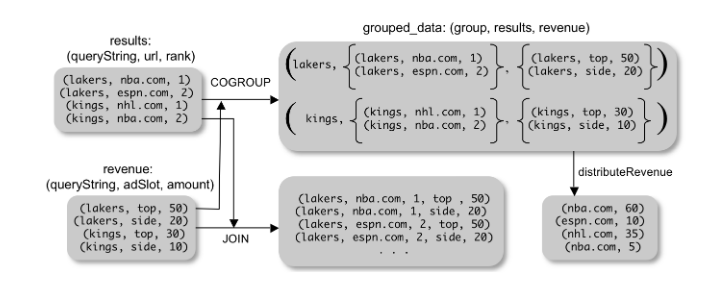 results:
(queryString, url, rank)
(lakers, nba.com, 1)
(lakers, espn.com, 2)
(kings, nhl.com, 1)
(kings, nba.com, 2)
revenue:
(queryString, adSlot, amount)
(lakers, top, 50)
(lakers, side, 20)
(kings, top, 30)
(kings, side, 10)
COGROUP
JOIN
grouped_data: (group, results, revenue)
(lakers, {(lakers, nba.com, 1) (lakers, espn.com, 2)}, {(lakers, top, 50) (lakers, side, 20)})
(kings, {(kings, nhl.com, 1) (kings, nba.com, 2)}, {(kings, top, 30) (kings, side, 10)})
distributeRevenue
(lakers, nba.com, 1, top , 50)
(lakers, nba.com, 1, side, 20)
(lakers, espn.com, 2, top, 50)
(lakers, espn.com, 2, side, 20)
. . .
(nba.com, 60)
(espn.com, 10)
(nhl.com, 35)
(nba.com, 5)